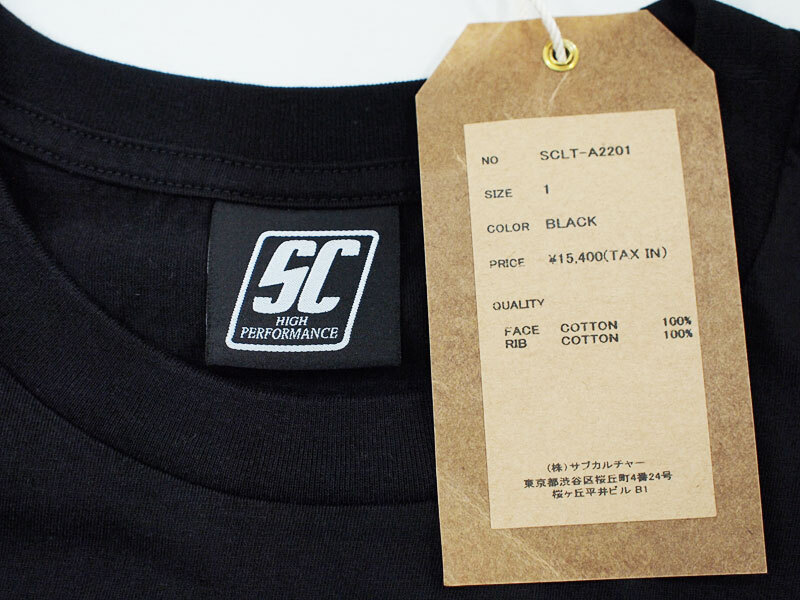 SC
HIGH
PERFORMANCE
NO SCLT-A2201
SIZE 1
COLOR BLACK
PRICE ¥15,400(TAX IN)
QUALITY
FACE COTTON 100%
RIB COTTON 100%
(株)サブカルチャー
東京都渋谷区桜丘町4番24号
桜ヶ丘平井ビル B1